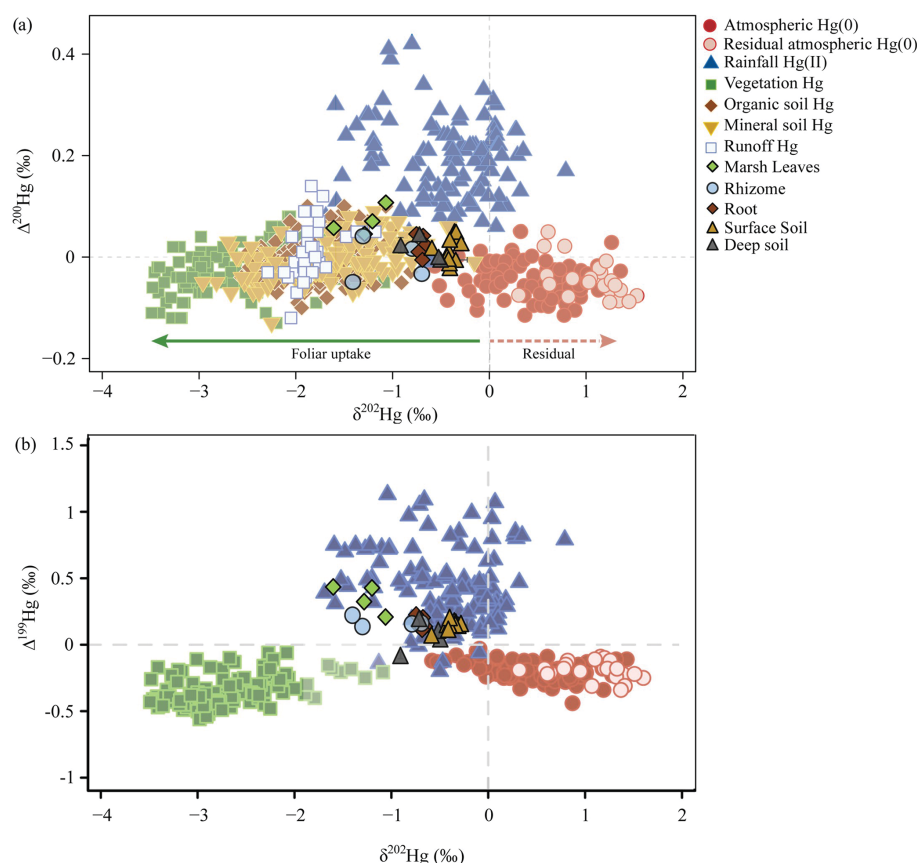 (a)
Δ²⁰⁰Hg (‰)
0.4
0.2
0
−0.2
Foliar uptake
Residual
−4
−3
−2
−1
0
1
2
δ²⁰²Hg (‰)
Atmospheric Hg(0)
Residual atmospheric Hg(0)
Rainfall Hg(II)
Vegetation Hg
Organic soil Hg
Mineral soil Hg
Runoff Hg
Marsh Leaves
Rhizome
Root
Surface Soil
Deep soil
(b)
Δ¹⁹⁹Hg (‰)
1.5
1
0.5
0
-0.5
-1
−4
−3
−2
−1
0
1
2
δ²⁰²Hg (‰)